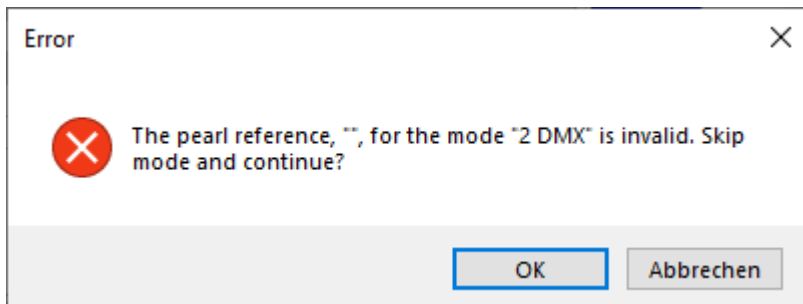 Error
The pearl reference, "", for the mode "2 DMX" is invalid. Skip
mode and continue?
OK
Abbrechen